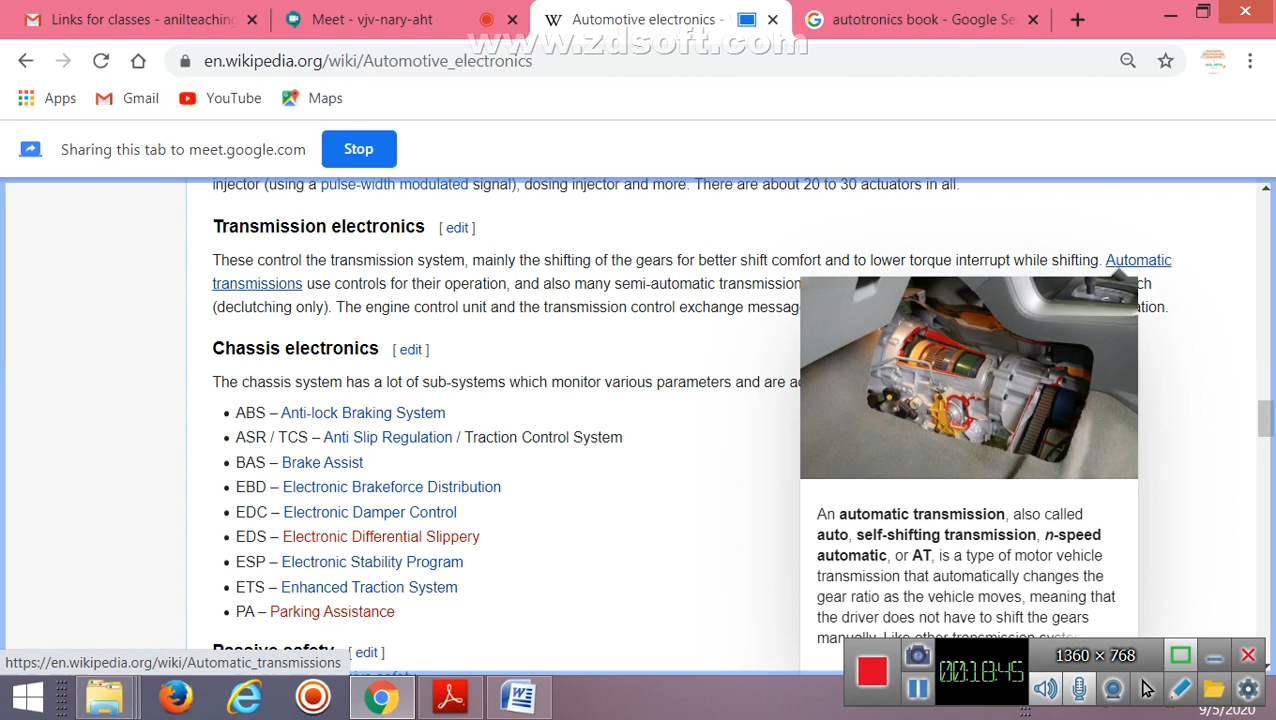 Links for classes - anilteaching
Meet - vjv-nary-aht
Automotive electronics -
autotronics book - Google Se
www.zdsoft.com
en.wikipedia.org/wiki/Automotive_electronics
Apps Gmail YouTube Maps
Sharing this tab to meet.google.com Stop
injector (using a pulse-width modulated signal), dosing injector and more. There are about 20 to 30 actuators in all.
Transmission electronics [ edit ]
These control the transmission system, mainly the shifting of the gears for better shift comfort and to lower torque interrupt while shifting. Automatic
transmissions use controls for their operation, and also many semi-automatic transmission
(declutching only). The engine control unit and the transmission control exchange messag
Chassis electronics [ edit ]
The chassis system has a lot of sub-systems which monitor various parameters and are a
• ABS – Anti-lock Braking System
• ASR / TCS – Anti Slip Regulation / Traction Control System
• BAS – Brake Assist
• EBD – Electronic Brakeforce Distribution
• EDC – Electronic Damper Control
• EDS – Electronic Differential Slippery
• ESP – Electronic Stability Program
• ETS – Enhanced Traction System
• PA – Parking Assistance
Passive safety [ edit ]
An automatic transmission, also called
auto, self-shifting transmission, n-speed
automatic, or AT, is a type of motor vehicle
transmission that automatically changes the
gear ratio as the vehicle moves, meaning that
the driver does not have to shift the gears
manually. Like other transmission
https://en.wikipedia.org/wiki/Automatic_transmissions
00:18:45
1360 × 768
9/5/2020